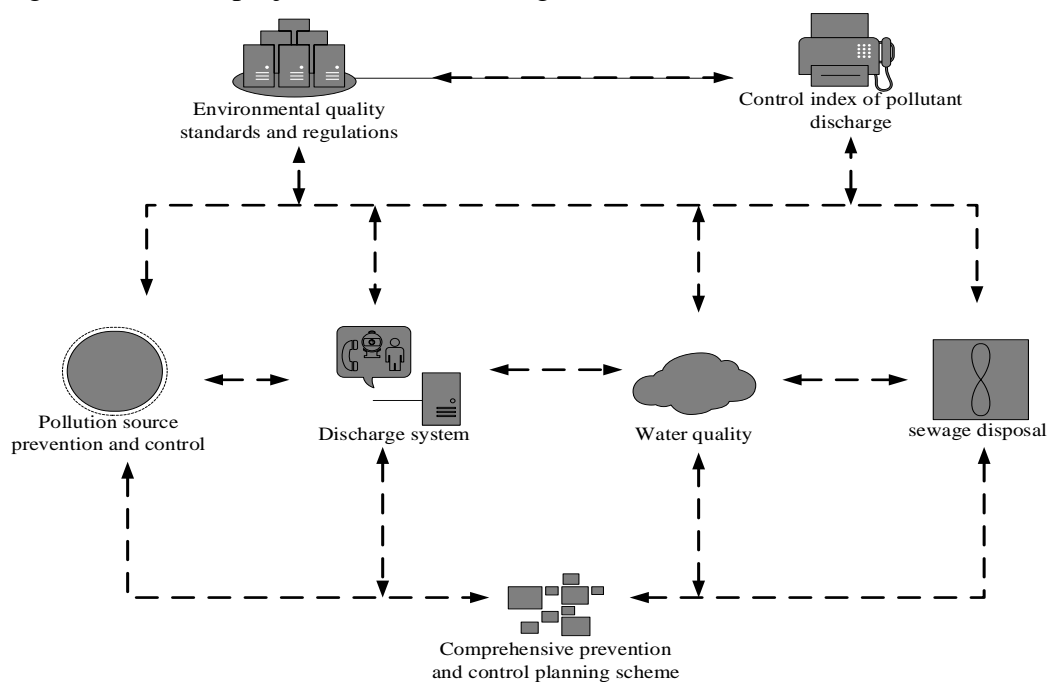 Environmental quality
standards and regulations
Control index of pollutant
discharge
Pollution source
prevention and control
Discharge system
Water quality
sewage disposal
Comprehensive prevention
and control planning scheme